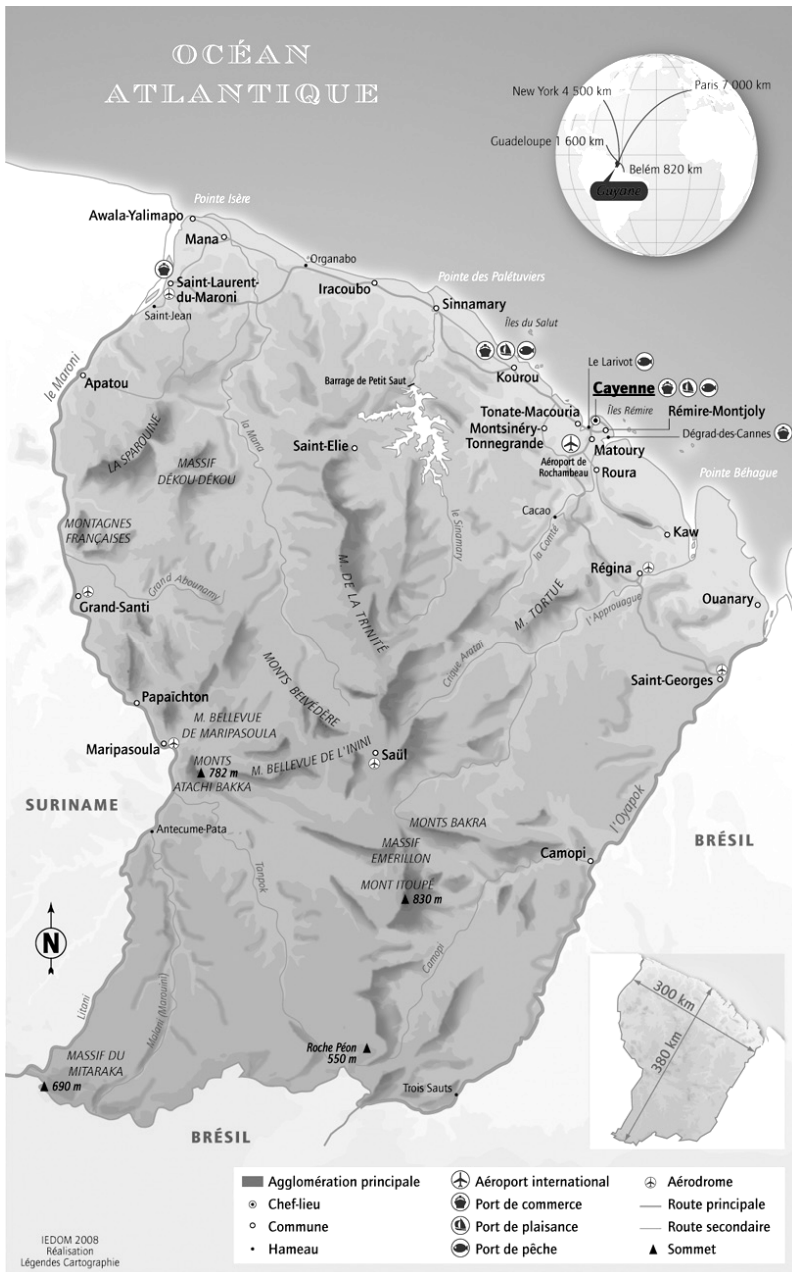 OCÉAN
ATLANTIQUE
New York 4 500 km
Paris 7 000 km
Guadeloupe 1 600 km
Belém 820 km
Guyane
Pointe Isère
Awala-Yalimapo
Mana
Organabo
Saint-Laurent-
du-Maroni
Saint-Jean
Iracoubo
Pointe des Palétuviers
Sinnamary
Îles du Salut
Kourou
Le Larivot
Cayenne
Îles Rémire
Rémire-Montjoly
Dégrad-des-Cannes
Tonate-Macouria
Montsinéry-
Tonnegrande
Matoury
Aéroport de
Rochambeau
Roura
Pointe Béhague
le Maroni
Apatou
Barrage de Petit Saut
la Mana
Saint-Elie
LA SPAROUINE
MASSIF
DÉKOU-DÉKOU
MONTAGNES
FRANÇAISES
le Sinamary
Cacao
la Comté
Kaw
Régina
Ouanary
M. DE LA TRINITÉ
M. TORTUE
l'Approuague
Grand Abounamy
Grand-Santi
Crique Arataï
Saint-Georges
Papaïchton
MONTS BELVÉDÈRE
M. BELLEVUE
DE MARIPASOULA
Maripasoula
MONTS
782 m
ATACHI BAKKA
M. BELLEVUE DE L'ININI
Saül
SURINAME
Antecume-Pata
MONTS BAKRA
MASSIF
EMERILLON
l'Oyapok
BRÉSIL
Camopi
MONT ITOUPÉ
830 m
Tanpok
Camopi
N
Litani
Malani (Marouini)
MASSIF DU
MITARAKA
690 m
Roche Péon
550 m
Trois Sauts
BRÉSIL
300 km
380 km
Agglomération principale
Chef-lieu
Commune
Hameau
Aéroport international
Port de commerce
Port de plaisance
Port de pêche
Aérodrome
Route principale
Route secondaire
Sommet
IEDOM 2008
Réalisation
Légendes Cartographie